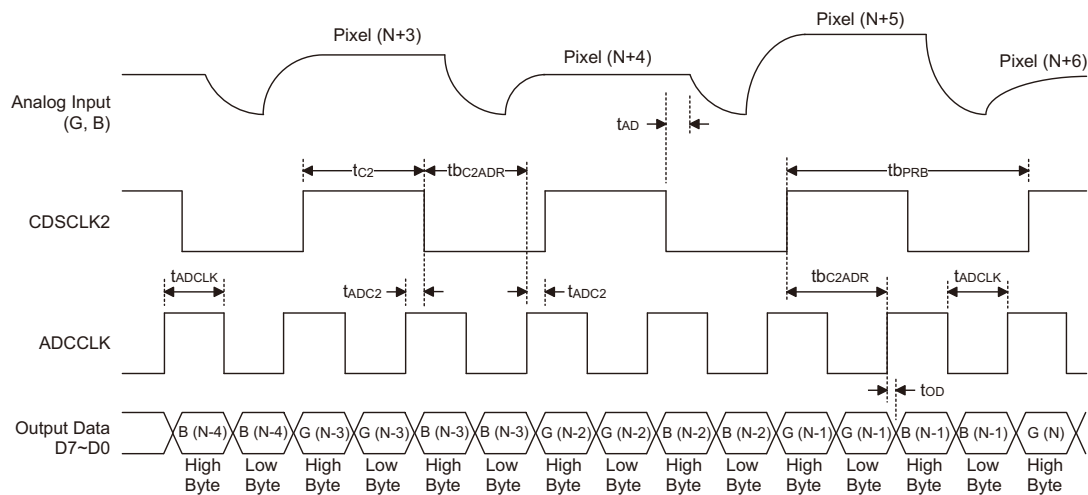 Pixel (N+3)
Pixel (N+4)
Pixel (N+5)
Pixel (N+6)
Analog Input
(G, B)
tAD
tC2
tbC2ADR
tbPRB
CDSCLK2
tADCLK
tADC2
tADC2
tbC2ADR
tADCLK
ADCCLK
tOD
Output Data
D7~D0
B (N-4) B (N-4) G (N-3) G (N-3) B (N-3) B (N-3) G (N-2) G (N-2) B (N-2) B (N-2) G (N-1) G (N-1) B (N-1) B (N-1) G (N)
High Low High Low High Low High Low High Low High Low High Low High
Byte Byte Byte Byte Byte Byte Byte Byte Byte Byte Byte Byte Byte Byte Byte